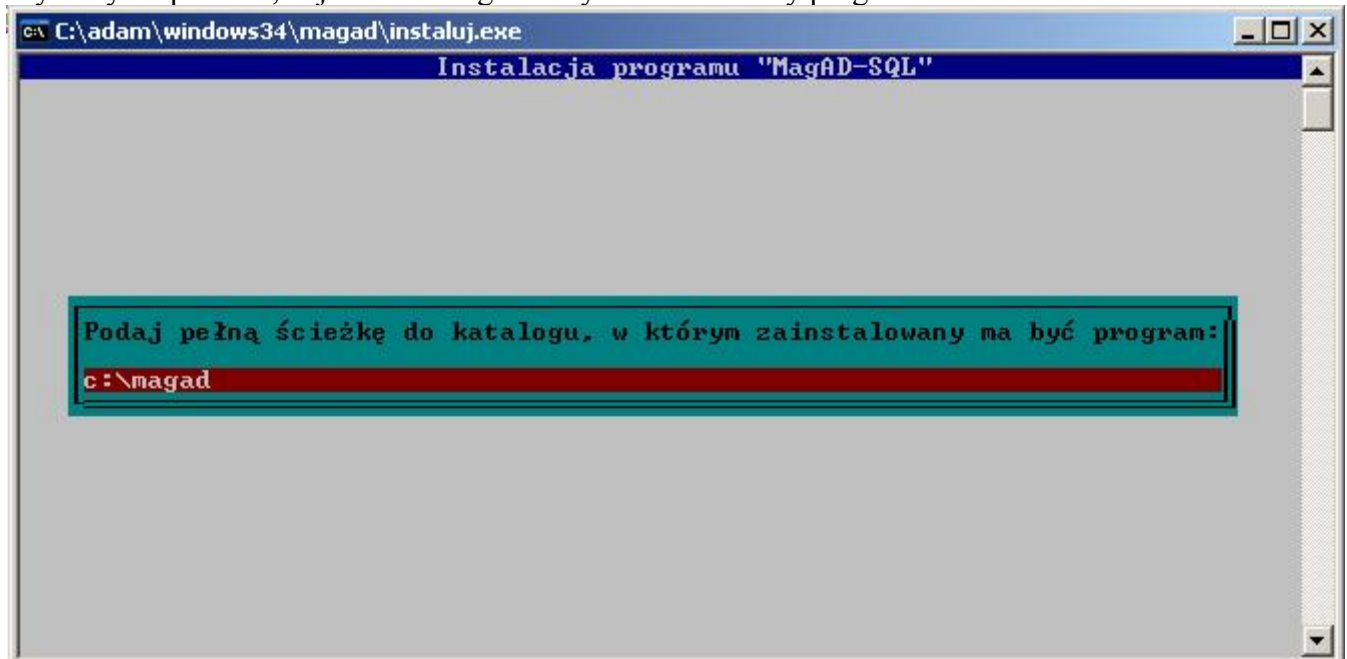 C:\adam\windows34\magad\instaluj.exe
Instalacja programu "MagAD-SQL"
Podaj pełną ścieżkę do katalogu, w którym zainstalowany ma być program:
c:\magad